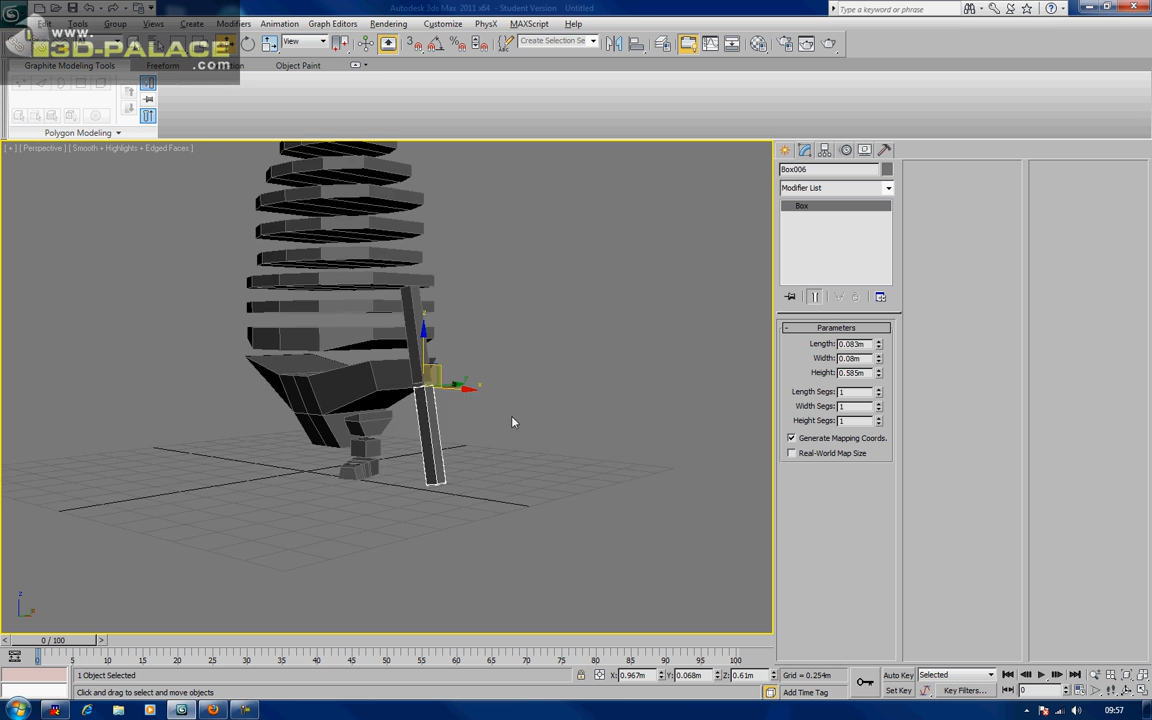 Autodesk 3ds Max 2011 x64 - Student Version Untitled
Type a keyword or phrase
Tools Group Views Create Modifiers Animation Graph Editors Rendering Customize PhysX MAXScript Help
www.
3D-PALACE
.com
View
Create Selection Se
Graphite Modeling Tools Freeform Object Paint
Polygon Modeling
[ + ] [ Perspective ] [ Smooth + Highlights + Edged Faces ]
Box006
Modifier List
Box
Parameters
Length: 0.083m
Width: 0.08m
Height: 0.585m
Length Segs: 1
Width Segs: 1
Height Segs: 1
Generate Mapping Coords.
Real-World Map Size
z
x
y
z
0 / 100
0 5 10 15 20 25 30 35 40 45 50 55 60 65 70 75 80 85 90 95 100
1 Object Selected X: 0.967m Y: 0.068m Z: 0.61m Grid = 0.254m Auto Key Selected
Click and drag to select and move objects Add Time Tag Set Key Key Filters... 0
09:57